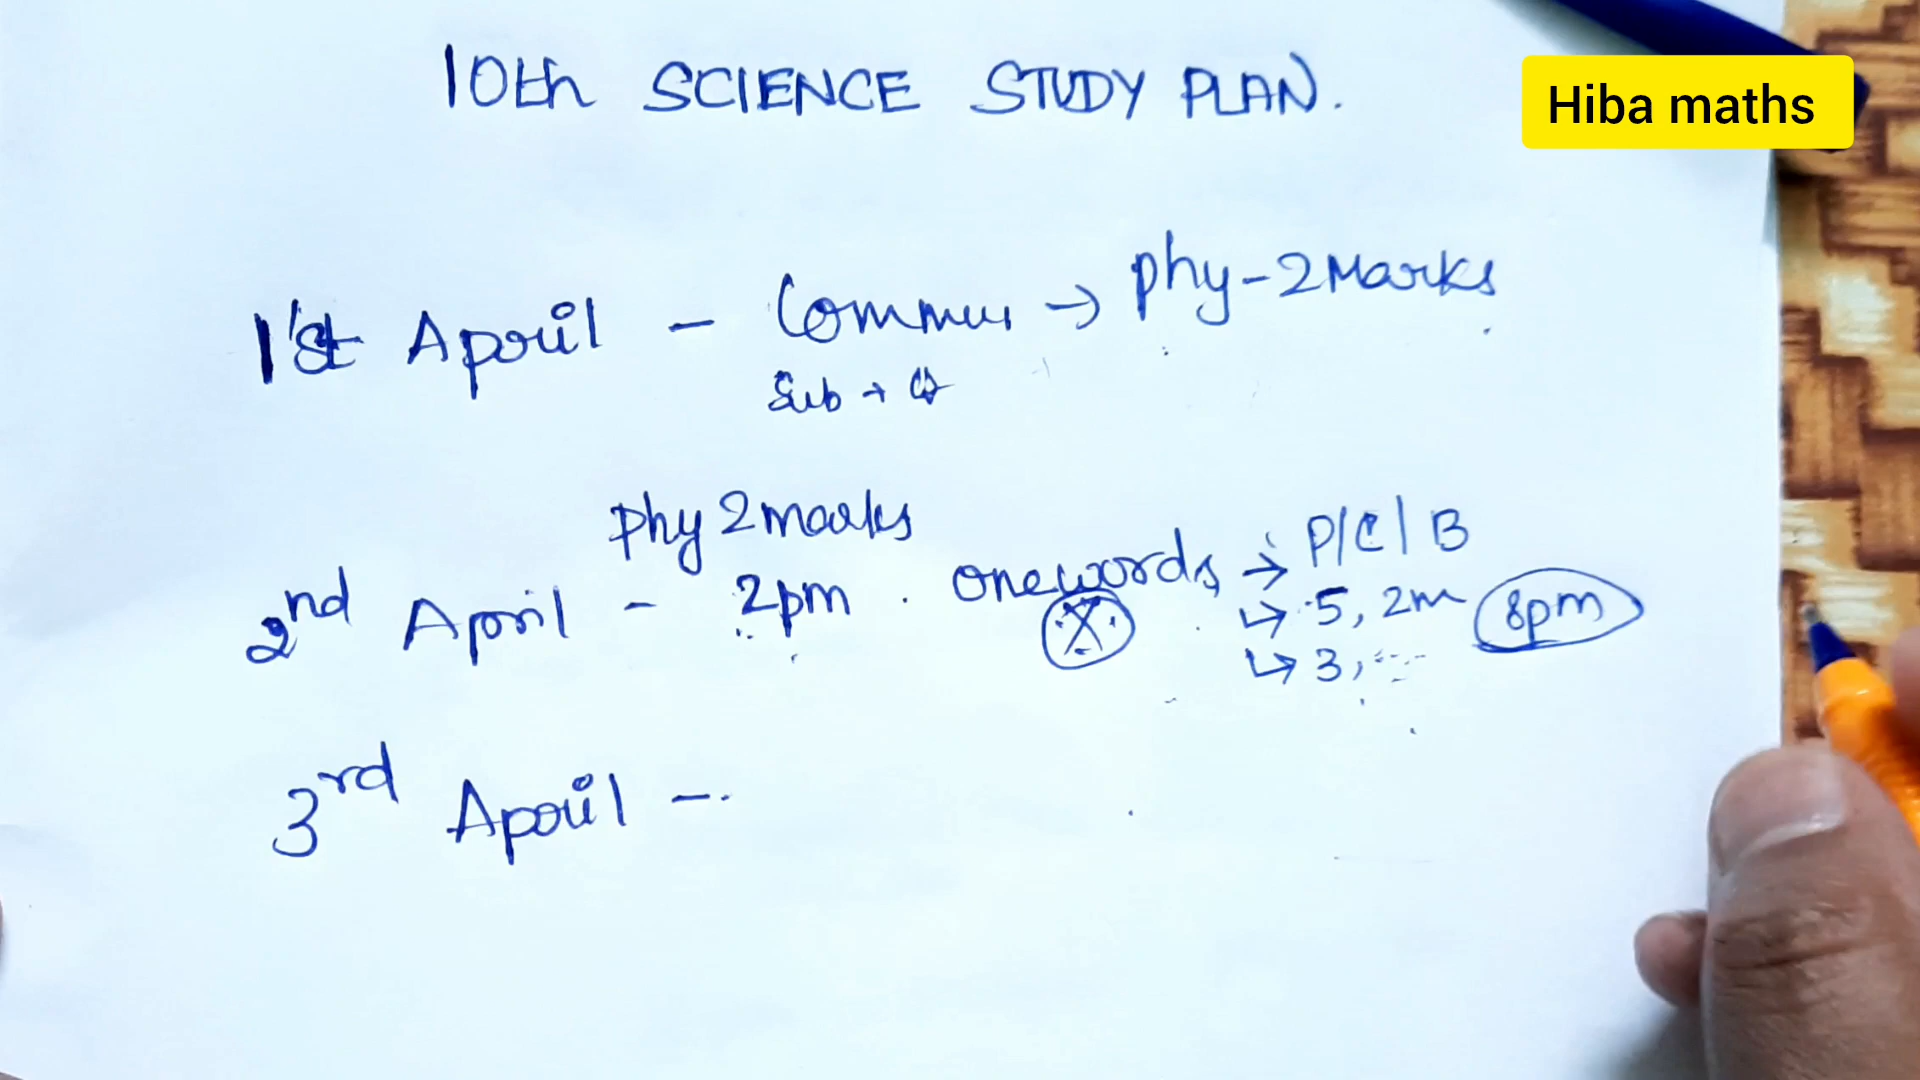 10th SCIENCE STUDY PLAN.
Hiba maths
1st April - → Phy-2Marks
Sub +
Phy 2marks
2nd April - 2pm . onewords → P/C/B
↳ 5, 2m 8pm
↳ 3,
3rd April -